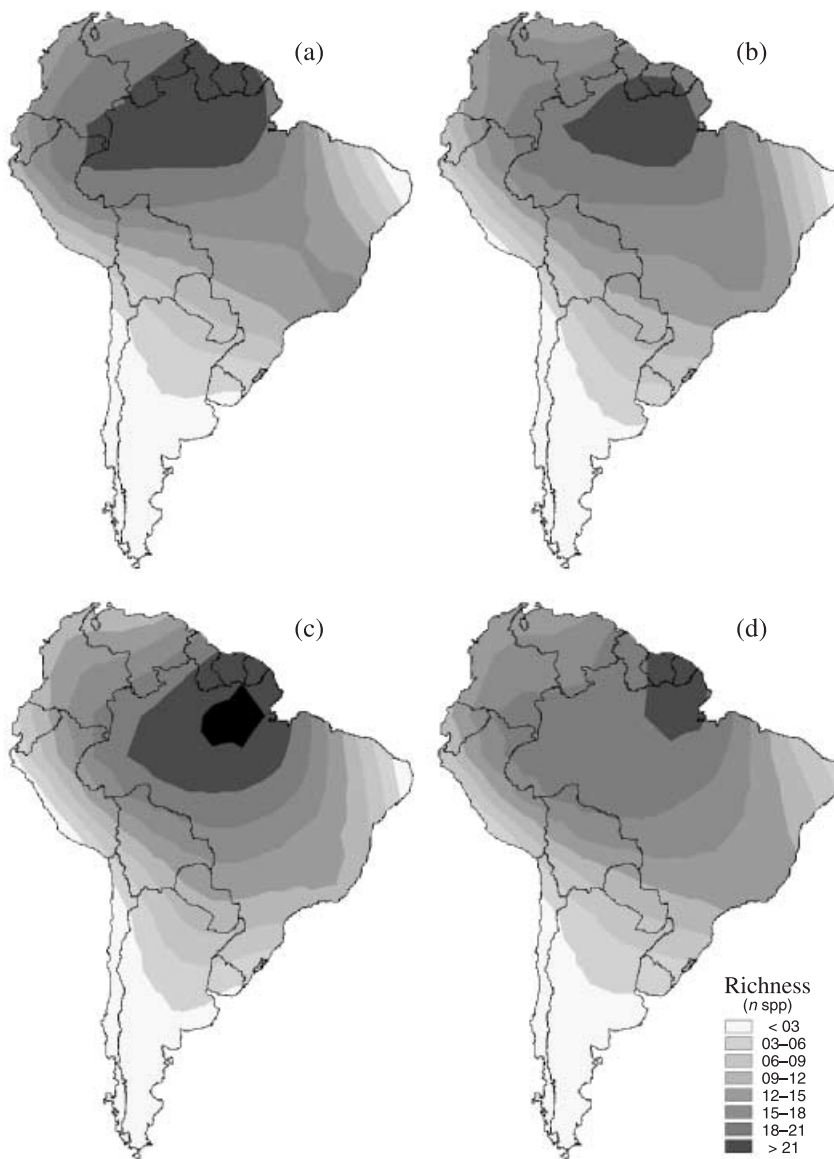 (a)
(b)
(c)
(d)
Richness
(n spp)
< 03
03–06
06–09
09–12
12–15
15–18
18–21
> 21